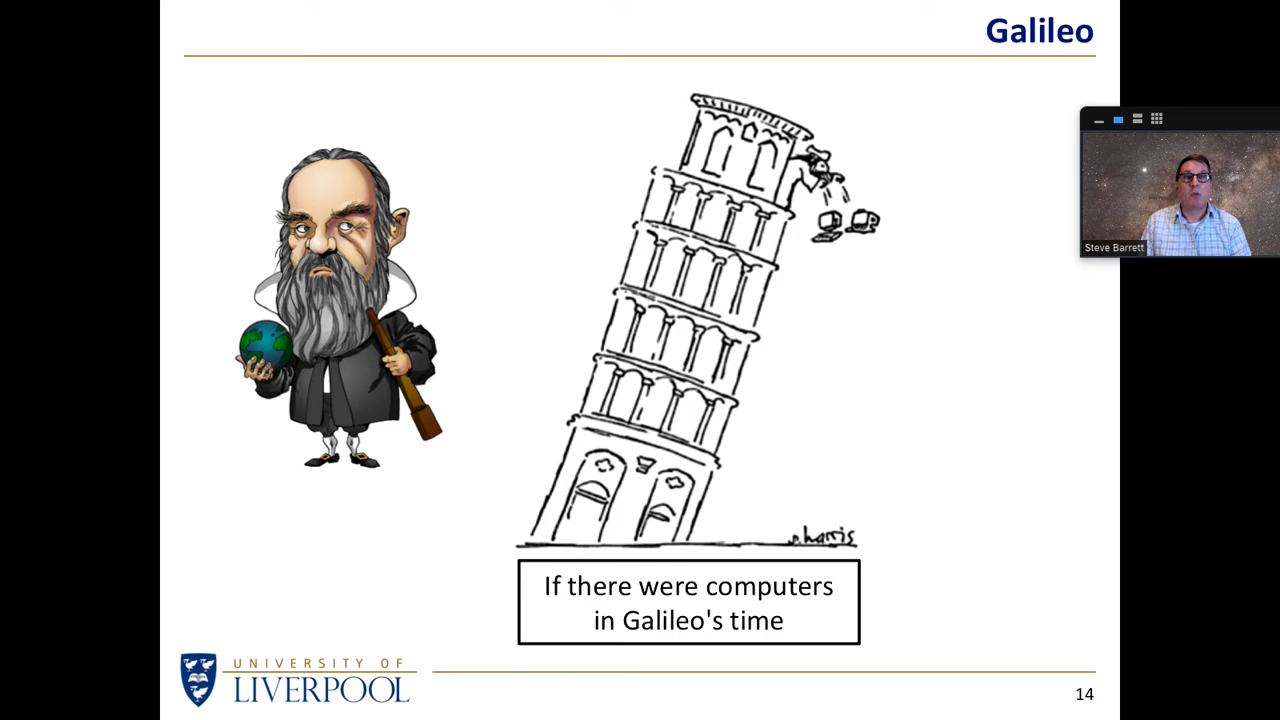 Galileo
Steve Barrett
s.harris
If there were computers
in Galileo's time
UNIVERSITY OF
LIVERPOOL
14